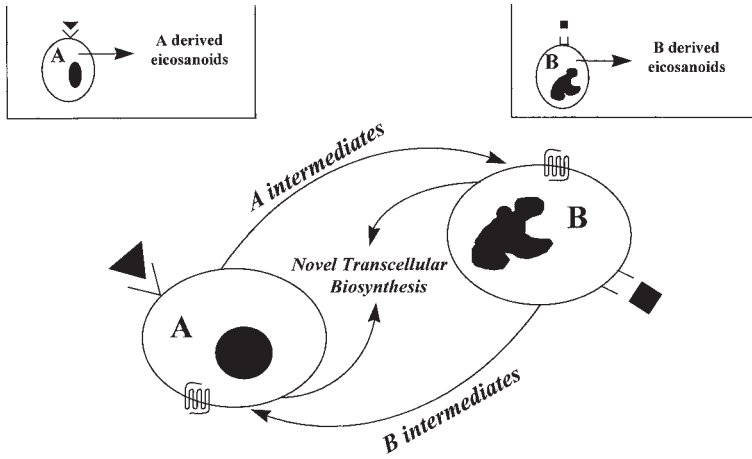 A
A derived
eicosanoids
B
B derived
eicosanoids
A intermediates
B
Novel Transcellular
Biosynthesis
A
B intermediates